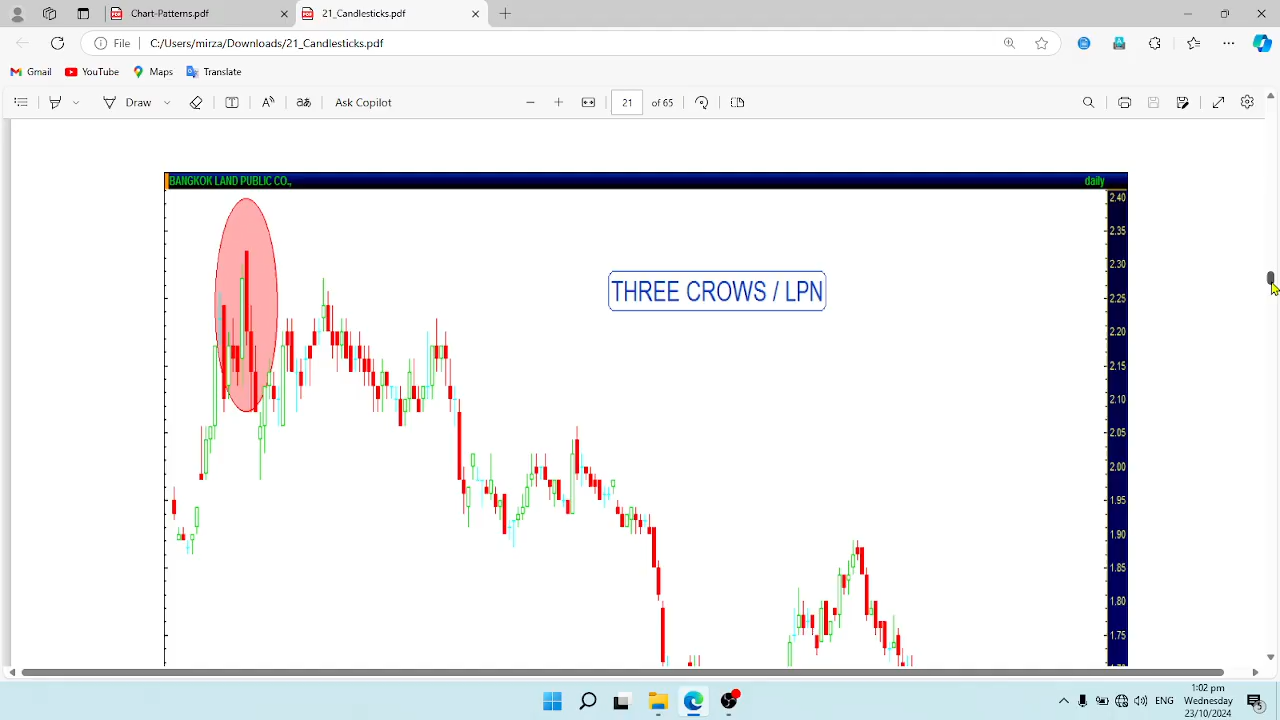 Chart-Patterns.pdf
21_Candlesticks.pdf
File C:/Users/mirza/Downloads/21_Candlesticks.pdf
Gmail YouTube Maps Translate
Draw Ask Copilot 21 of 65
BANGKOK LAND PUBLIC CO., daily
THREE CROWS / LPN
2.40
2.35
2.30
2.25
2.20
2.15
2.10
2.05
2.00
1.95
1.90
1.85
1.80
1.75
1:02 pm
ENG Wednesday
23/10/2024